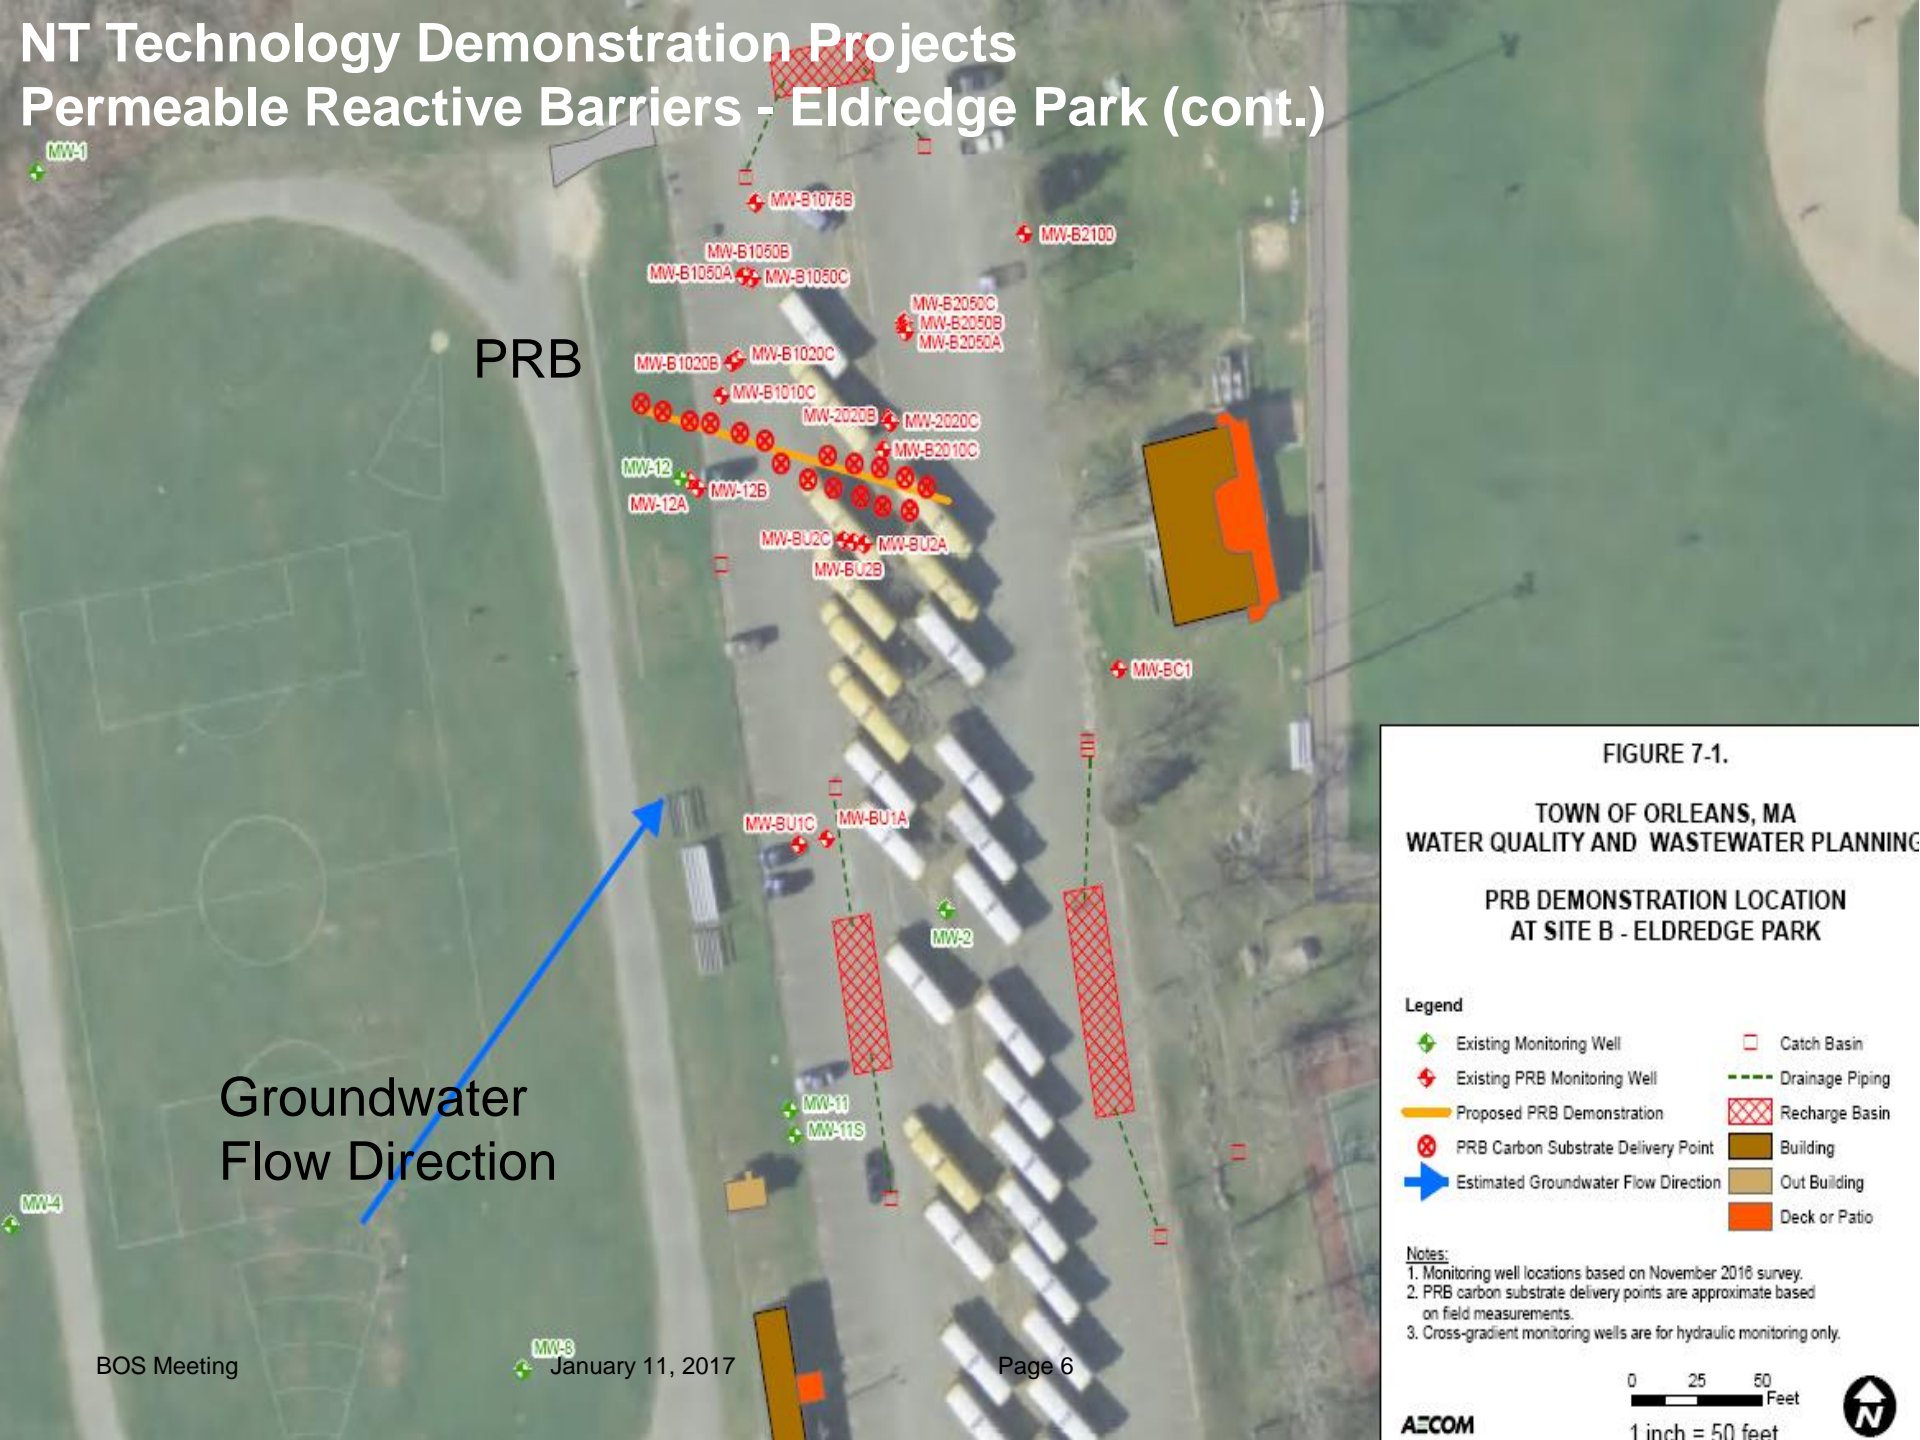 NT Technology Demonstration Projects
Permeable Reactive Barriers - Eldredge Park (cont.)
MW-1
MW-B1075B
MW-B2100
MW-B1050B
MW-B1050A
MW-B1050C
MW-B2050C
MW-B2050B
MW-B2050A
PRB
MW-B1020B
MW-B1020C
MW-B1010C
MW-2020B
MW-2020C
MW-B2010C
MW-12
MW-12A
MW-12B
MW-BU2C
MW-BU2A
MW-BU2B
MW-BC1
MW-BU1C
MW-BU1A
MW-2
Groundwater
Flow Direction
MW-11
MW-11S
MW-4
MW-8
BOS Meeting
January 11, 2017
Page 6
FIGURE 7-1.
TOWN OF ORLEANS, MA
WATER QUALITY AND WASTEWATER PLANNING
PRB DEMONSTRATION LOCATION
AT SITE B - ELDREDGE PARK
Legend
Existing Monitoring Well
Existing PRB Monitoring Well
Proposed PRB Demonstration
PRB Carbon Substrate Delivery Point
Estimated Groundwater Flow Direction
Catch Basin
Drainage Piping
Recharge Basin
Building
Out Building
Deck or Patio
Notes:
1. Monitoring well locations based on November 2016 survey.
2. PRB carbon substrate delivery points are approximate based
on field measurements.
3. Cross-gradient monitoring wells are for hydraulic monitoring only.
0 25 50
Feet
AECOM
1 inch = 50 feet
N